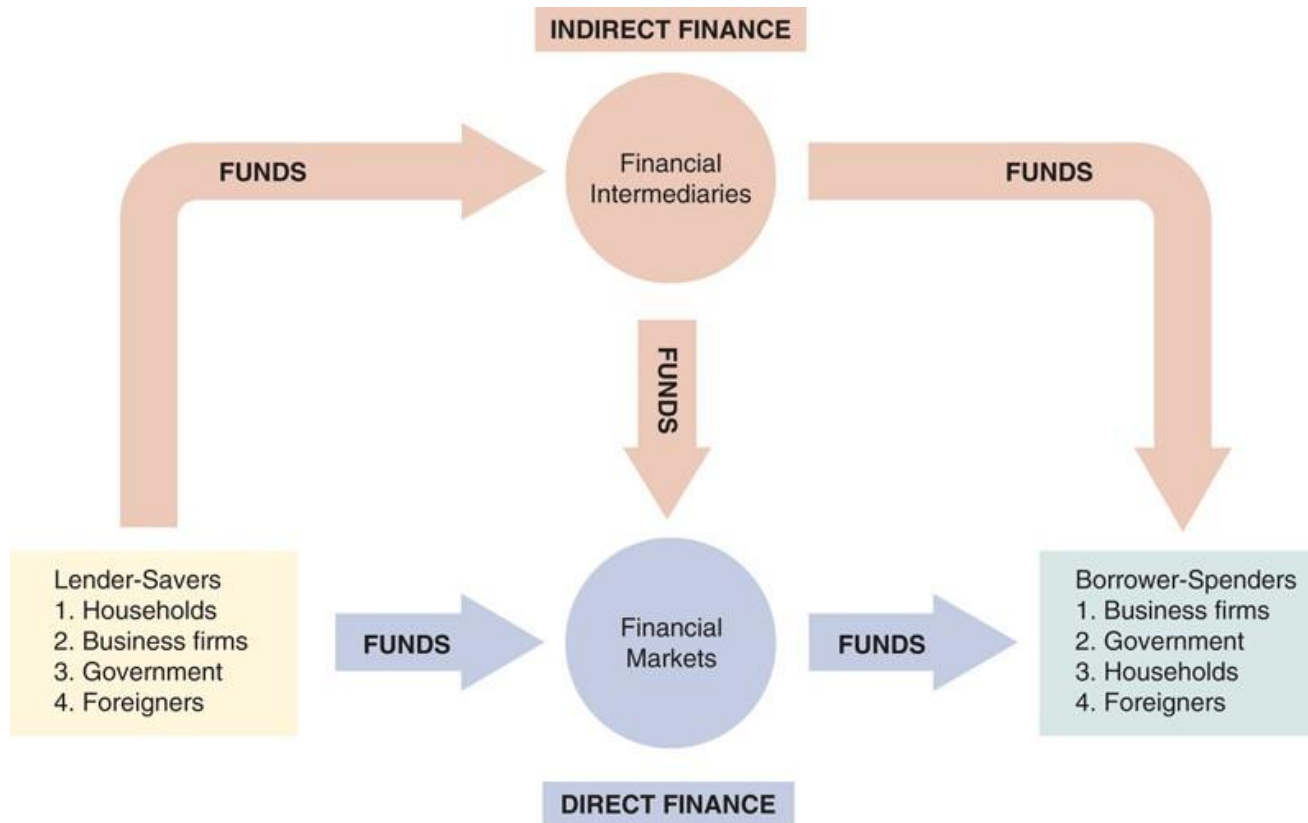 INDIRECT FINANCE
FUNDS
Financial
Intermediaries
FUNDS
FUNDS
Lender-Savers
1. Households
2. Business firms
3. Government
4. Foreigners
FUNDS
Financial
Markets
FUNDS
Borrower-Spenders
1. Business firms
2. Government
3. Households
4. Foreigners
DIRECT FINANCE